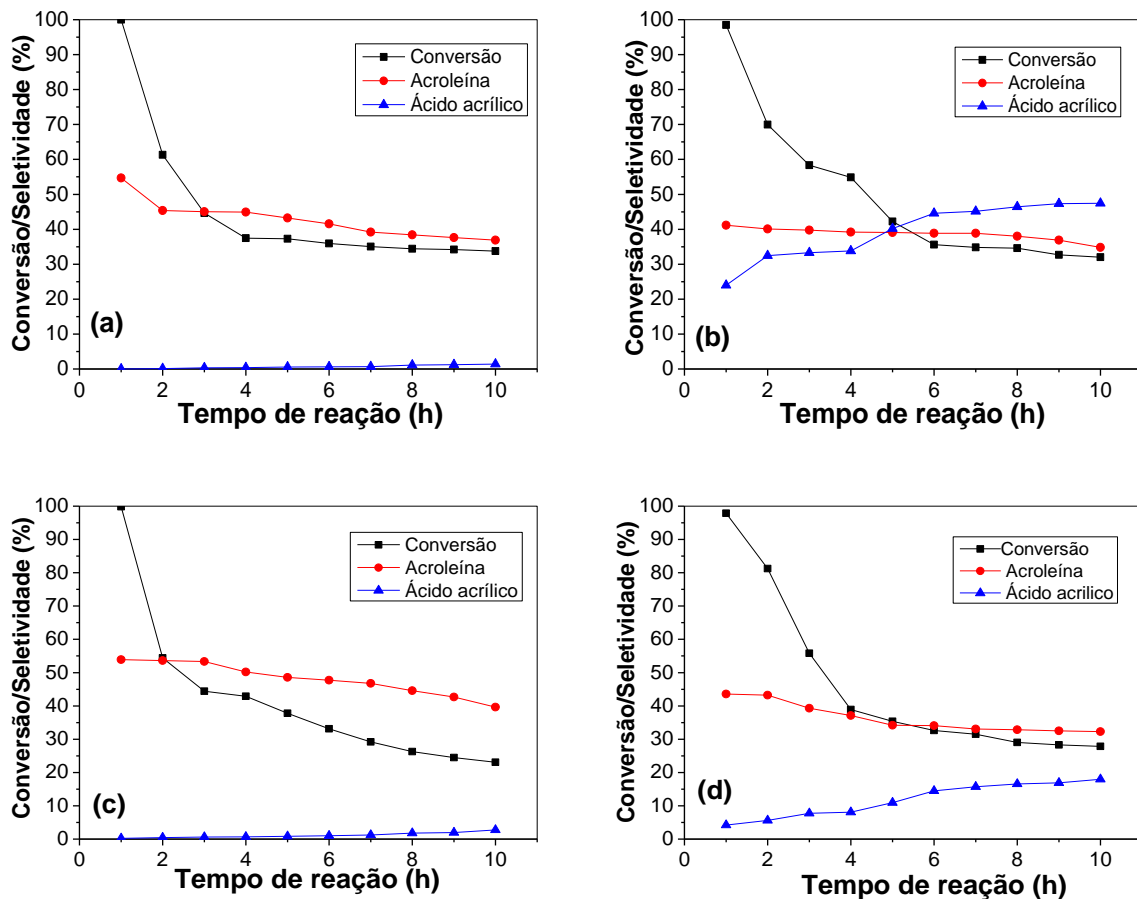 Conversão/Seletividade (%)
100
90
80
70
60
50
40
30
20
10
0
Conversão
Acroleína
Ácido acrílico
(a)
0 2 4 6 8 10
Tempo de reação (h)
Conversão/Seletividade (%)
100
90
80
70
60
50
40
30
20
10
0
Conversão
Acroleína
Ácido acrílico
(b)
0 2 4 6 8 10
Tempo de reação (h)
Conversão/Seletividade (%)
100
90
80
70
60
50
40
30
20
10
0
Conversão
Acroleína
Ácido acrílico
(c)
0 2 4 6 8 10
Tempo de reação (h)
Conversão/Seletividade (%)
100
90
80
70
60
50
40
30
20
10
0
Conversão
Acroleína
Ácido acrilico
(d)
0 2 4 6 8 10
Tempo de reação (h)